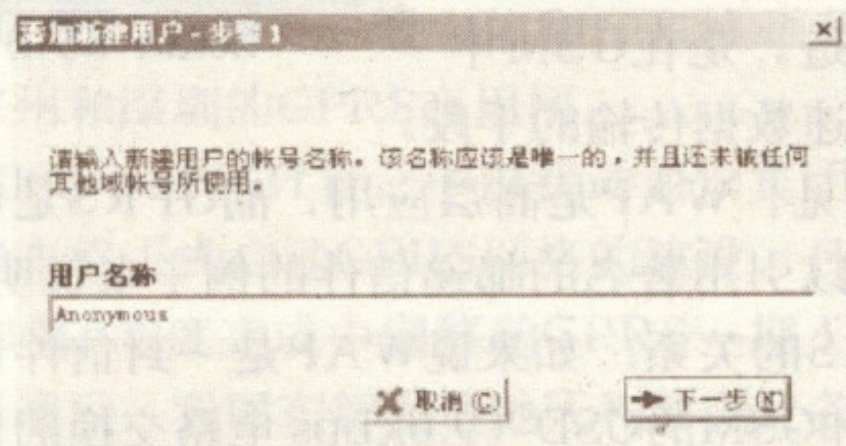 添加新建用户 - 步骤 1
请输入新建用户的帐号名称。该名称应该是唯一的，并且还未被任何
其他域帐号所使用。
用户名称
Anonymous
取消(C)
下一步(N)